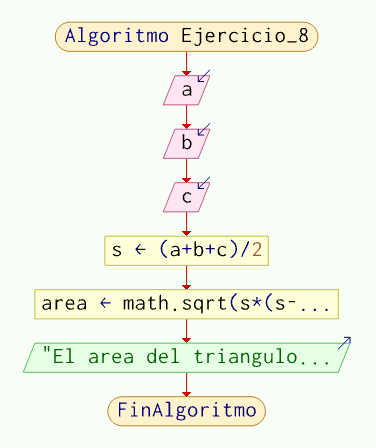 Algoritmo Ejercicio_8
a
b
c
s ← (a+b+c)/2
area ← math.sqrt(s*(s-...
"El area del triangulo...
FinAlgoritmo